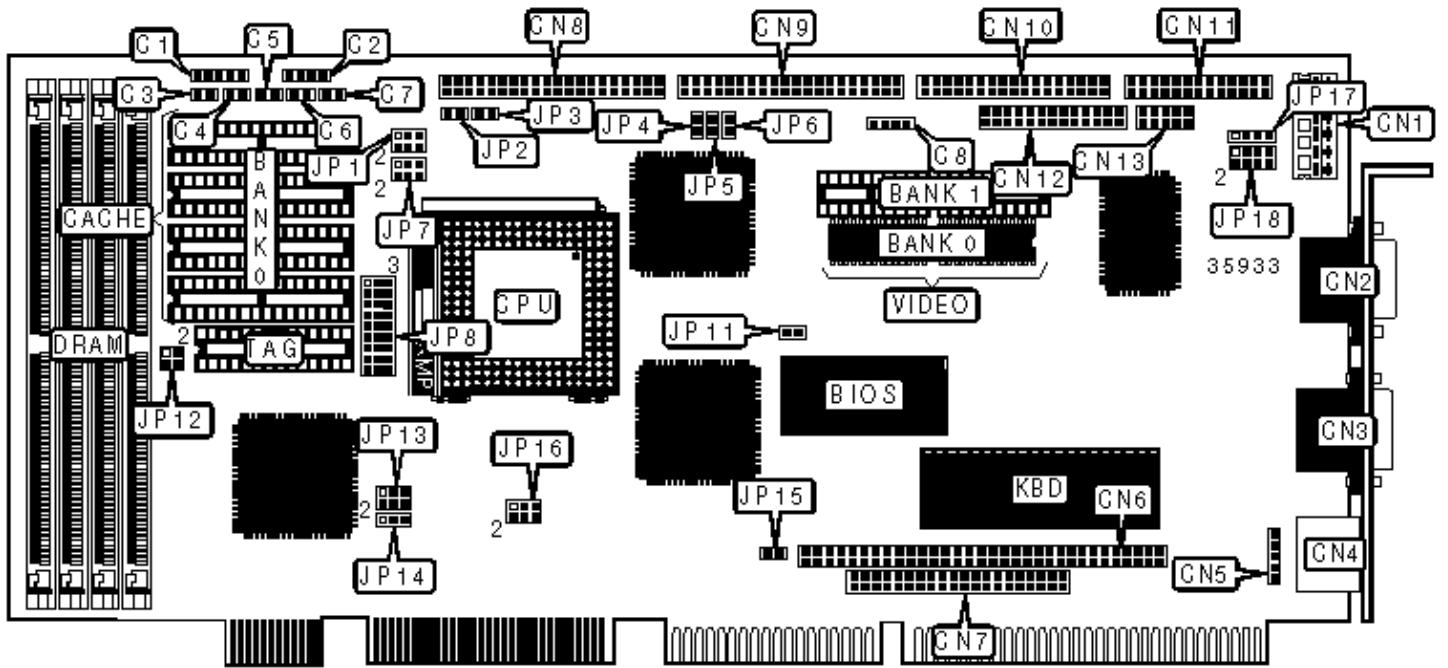 C1
C5
C2
CN8
CN9
CN10
CN11
C3
C4
C6
C7
JP1
2
JP2
JP3
JP4
JP5
JP6
C8
CN12
CN13
JP17
CN1
2
JP18
CACHE
BANK 0
2
JP7
BANK 1
BANK 0
VIDEO
35933
CN2
3
CPU
JP8
AMP
DRAM
2
TAG
JP11
JP12
BIOS
CN3
JP13
2
JP14
JP16
2
JP15
KBD
CN6
CN5
CN4
CN7